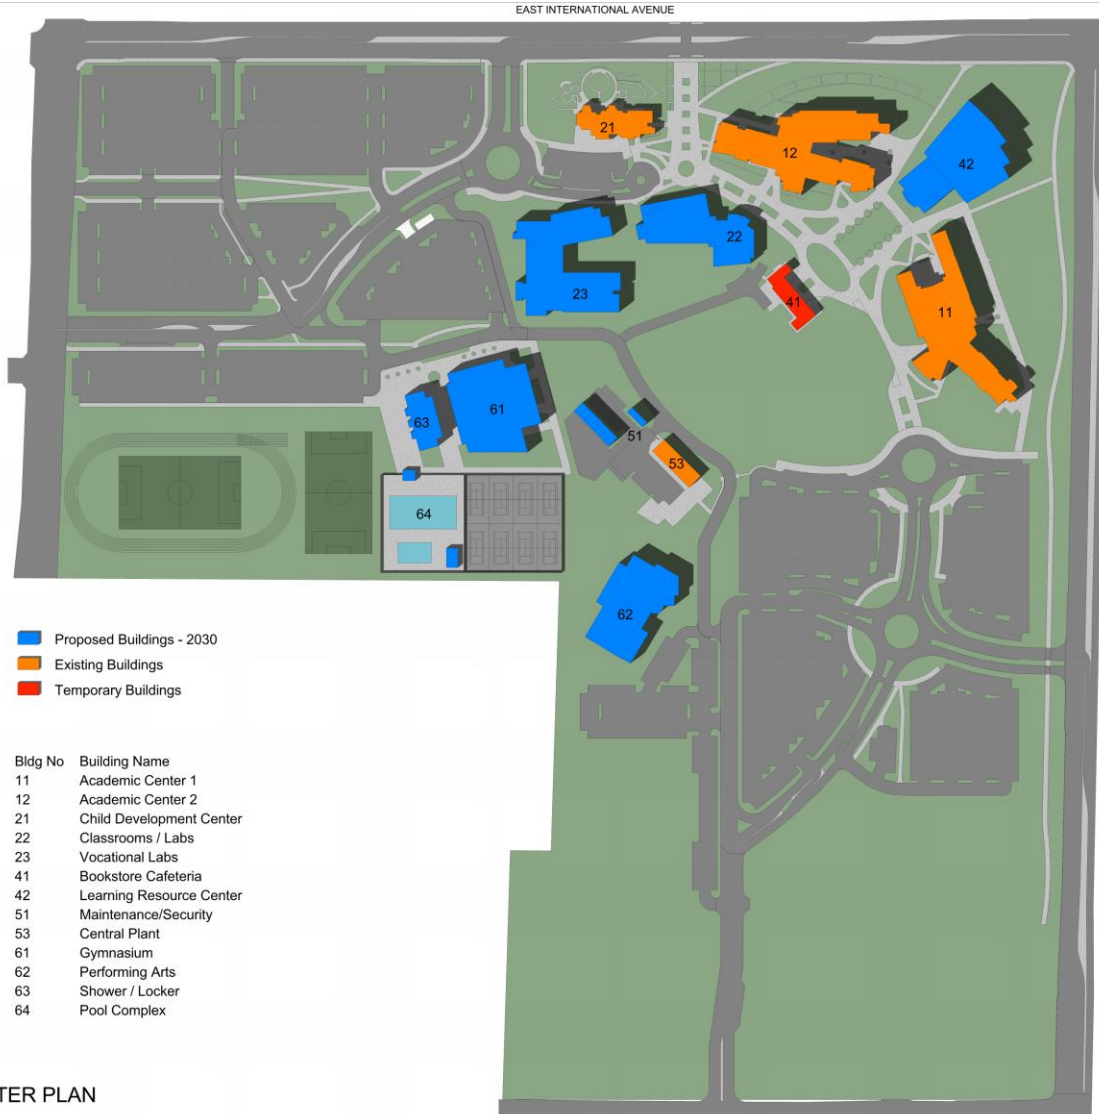 EAST INTERNATIONAL AVENUE
21
12
42
22
23
41
11
61
63
51
53
64
62
Proposed Buildings - 2030
Existing Buildings
Temporary Buildings
Bldg No Building Name
11 Academic Center 1
12 Academic Center 2
21 Child Development Center
22 Classrooms / Labs
23 Vocational Labs
41 Bookstore Cafeteria
42 Learning Resource Center
51 Maintenance/Security
53 Central Plant
61 Gymnasium
62 Performing Arts
63 Shower / Locker
64 Pool Complex
TER PLAN